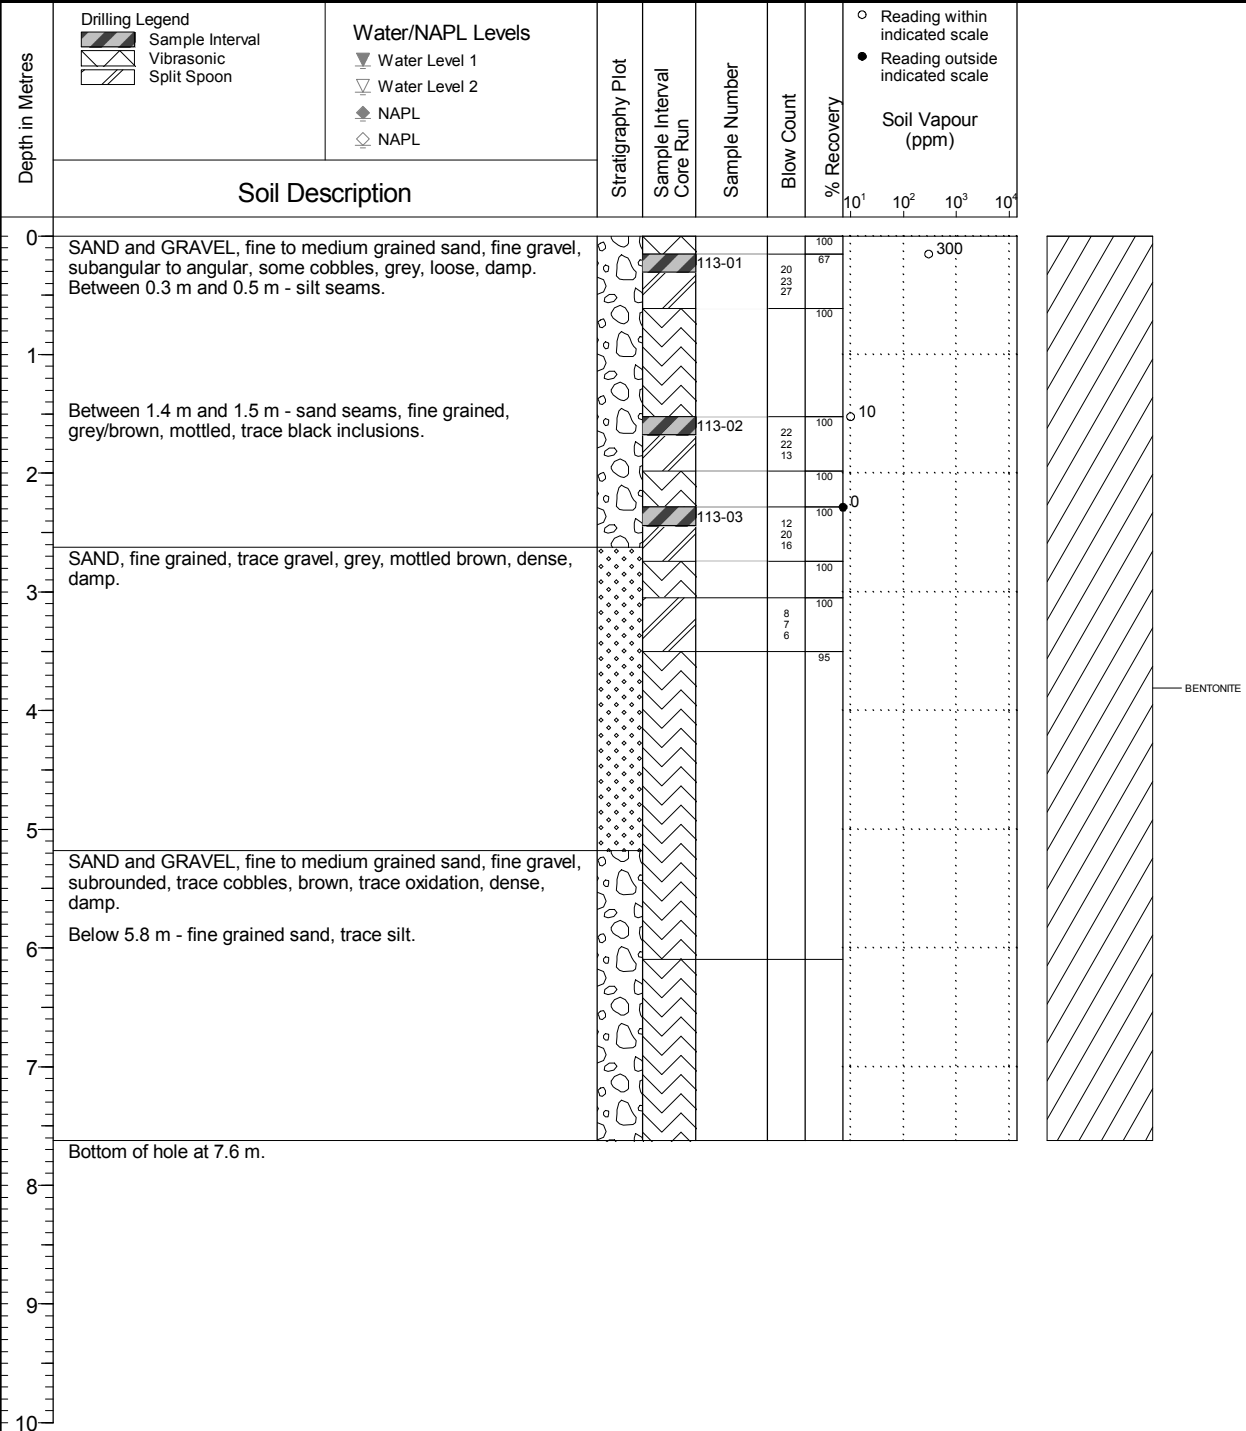 Drilling Legend
Sample Interval
Vibrasonic
Split Spoon
Water/NAPL Levels
Water Level 1
Water Level 2
NAPL
NAPL
Depth in Metres
Soil Description
Stratigraphy Plot
Sample Interval
Core Run
Sample Number
Blow Count
% Recovery
Reading within
indicated scale
Reading outside
indicated scale
Soil Vapour
(ppm)
10¹ 10² 10³ 10⁴
0
SAND and GRAVEL, fine to medium grained sand, fine gravel,
subangular to angular, some cobbles, grey, loose, damp.
Between 0.3 m and 0.5 m - silt seams.
100
300
113-01
67
20
23
27
100
1
Between 1.4 m and 1.5 m - sand seams, fine grained,
grey/brown, mottled, trace black inclusions.
10
113-02
100
22
22
13
2
100
0
113-03
100
12
20
16
SAND, fine grained, trace gravel, grey, mottled brown, dense,
damp.
100
3
100
8
7
6
95
BENTONITE
4
5
SAND and GRAVEL, fine to medium grained sand, fine gravel,
subrounded, trace cobbles, brown, trace oxidation, dense,
damp.
Below 5.8 m - fine grained sand, trace silt.
6
7
Bottom of hole at 7.6 m.
8
9
10